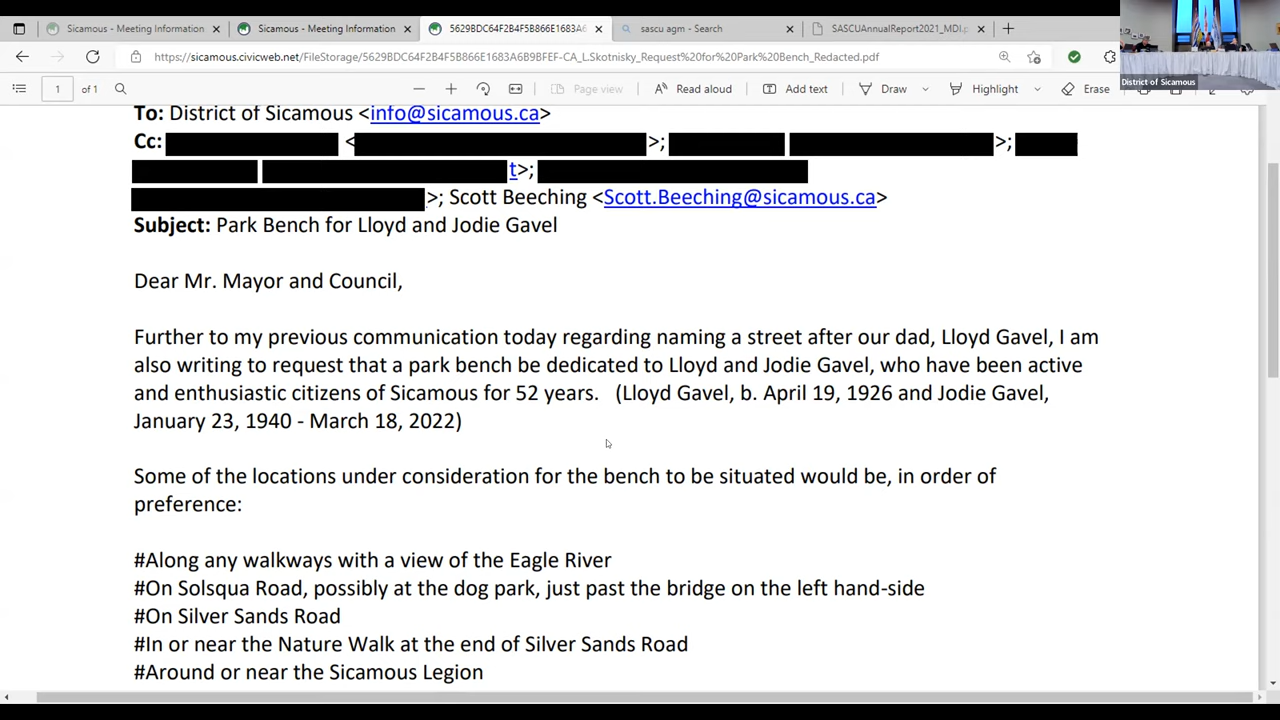 Sicamous - Meeting Information
Sicamous - Meeting Information
5629BDC64F2B4F5B866E1683A6
sascu agm - Search
SASCUAnnualReport2021_MDI.p
https://sicamous.civicweb.net/FileStorage/5629BDC64F2B4F5B866E1683A6B9BFEF-CA_L.Skotnisky_Request%20for%20Park%20Bench_Redacted.pdf
District of Sicamous
1 of 1
Page view
Read aloud
Add text
Draw
Highlight
Erase
To: District of Sicamous <info@sicamous.ca>
Cc: < >; >;
t>;
>; Scott Beeching <Scott.Beeching@sicamous.ca>
Subject: Park Bench for Lloyd and Jodie Gavel
Dear Mr. Mayor and Council,
Further to my previous communication today regarding naming a street after our dad, Lloyd Gavel, I am
also writing to request that a park bench be dedicated to Lloyd and Jodie Gavel, who have been active
and enthusiastic citizens of Sicamous for 52 years. (Lloyd Gavel, b. April 19, 1926 and Jodie Gavel,
January 23, 1940 - March 18, 2022)
Some of the locations under consideration for the bench to be situated would be, in order of
preference:
#Along any walkways with a view of the Eagle River
#On Solsqua Road, possibly at the dog park, just past the bridge on the left hand-side
#On Silver Sands Road
#In or near the Nature Walk at the end of Silver Sands Road
#Around or near the Sicamous Legion